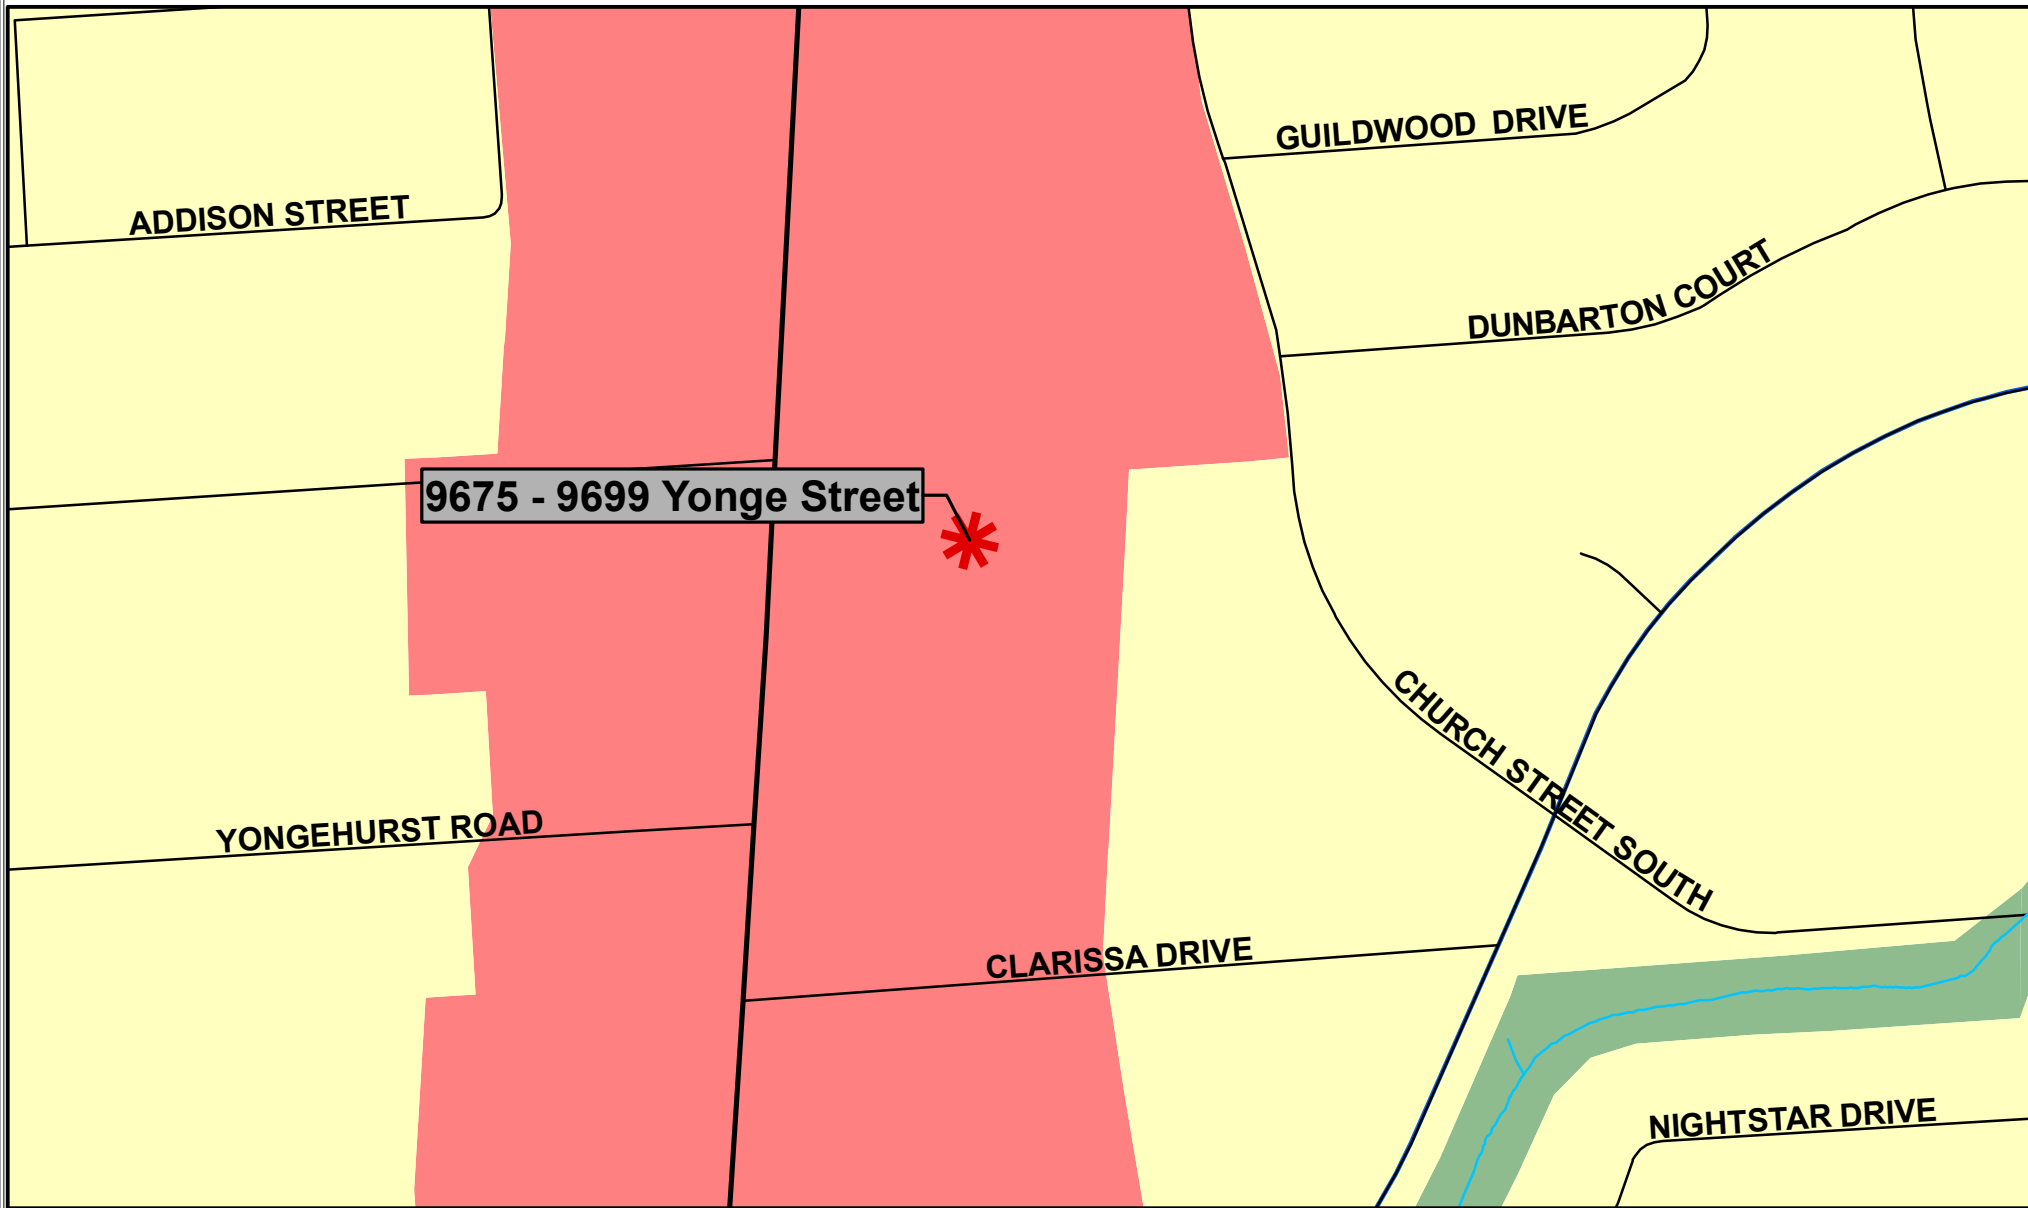 GUILDWOOD DRIVE
ADDISON STREET
DUNBARTON COURT
9675 - 9699 Yonge Street
CHURCH STREET SOUTH
YONGEHURST ROAD
CLARISSA DRIVE
NIGHTSTAR DRIVE